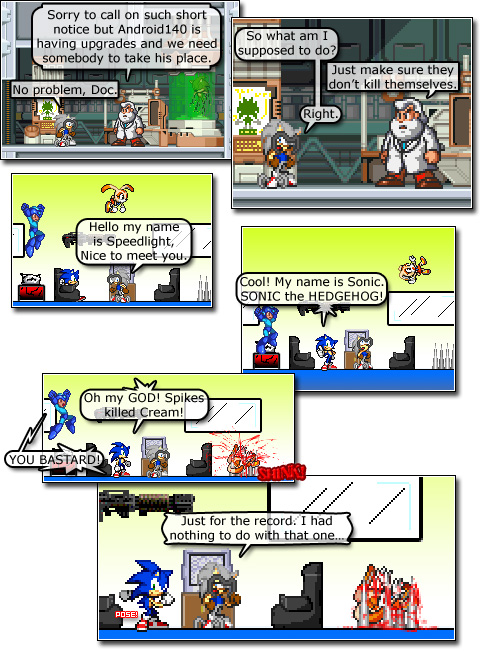 Sorry to call on such short
notice but Android140 is
having upgrades and we need
somebody to take his place.
No problem, Doc.
So what am I
supposed to do?
Just make sure they
don't kill themselves.
Right.
Hello my name
is Speedlight,
Nice to meet you.
Cool! My name is Sonic.
SONIC the HEDGEHOG!
Oh my GOD! Spikes
killed Cream!
YOU BASTARD!
SHINK!
Just for the record. I had
nothing to do with that one...
POSE!